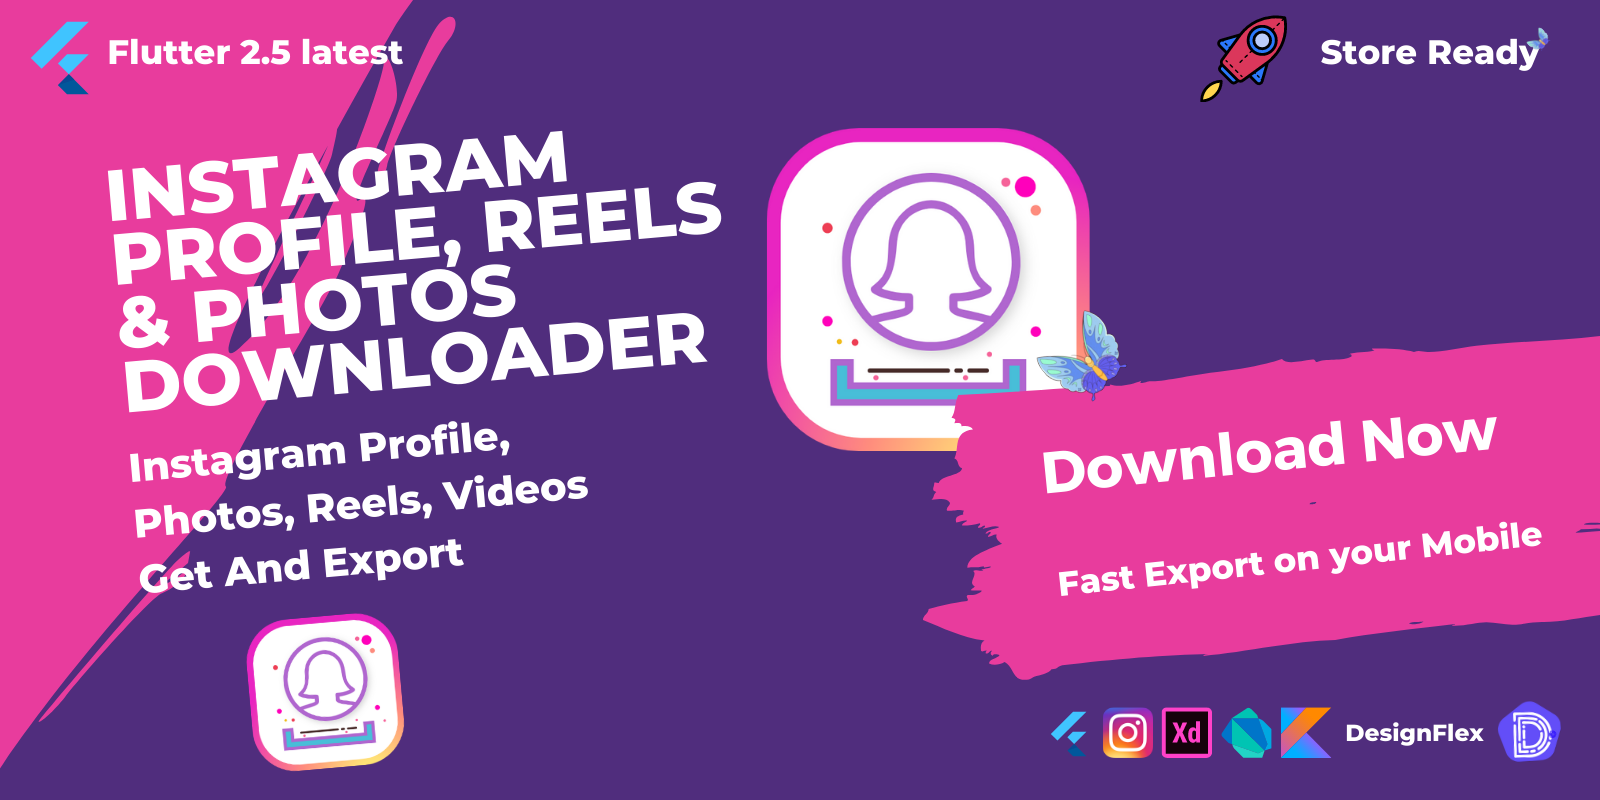 Flutter 2.5 latest
Store Ready
INSTAGRAM
PROFILE, REELS
& PHOTOS
DOWNLOADER
Instagram Profile,
Photos, Reels, Videos
Get And Export
Download Now
Fast Export on your Mobile
Xd
DesignFlex
D